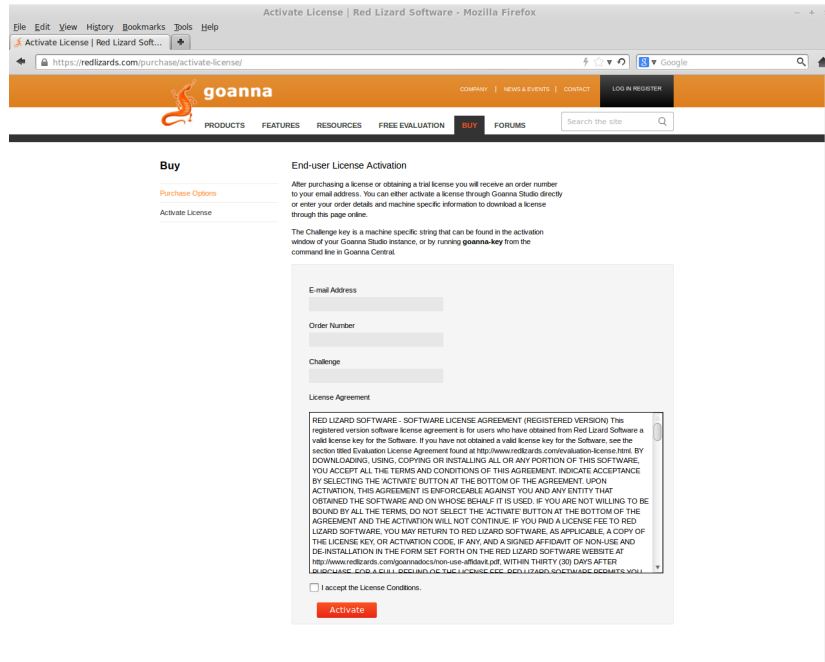 Activate License | Red Lizard Software - Mozilla Firefox
File Edit View History Bookmarks Tools Help
Activate License | Red Lizard Soft...
https://redlizards.com/purchase/activate-license/
Google
goanna
COMPANY | NEWS & EVENTS | CONTACT
LOG IN REGISTER
PRODUCTS FEATURES RESOURCES FREE EVALUATION BUY FORUMS
Search the site
Buy
Purchase Options
Activate License
End-user License Activation
After purchasing a license or obtaining a trial license you will receive an order number
to your email address. You can either activate a license through Goanna Studio directly
or enter your order details and machine specific information to download a license
through this page online.
The Challenge key is a machine specific string that can be found in the activation
window of your Goanna Studio instance, or by running goanna-key from the
command line in Goanna Central.
E-mail Address
Order Number
Challenge
License Agreement
RED LIZARD SOFTWARE - SOFTWARE LICENSE AGREEMENT (REGISTERED VERSION) This
registered version software license agreement is for users who have obtained from Red Lizard Software a
valid license key for the Software. If you have not obtained a valid license key for the Software, see the
section titled Evaluation License Agreement found at http://www.redlizards.com/evaluation-license.html. BY
DOWNLOADING, USING, COPYING OR INSTALLING ALL OR ANY PORTION OF THIS SOFTWARE,
YOU ACCEPT ALL THE TERMS AND CONDITIONS OF THIS AGREEMENT. INDICATE ACCEPTANCE
BY SELECTING THE 'ACTIVATE' BUTTON AT THE BOTTOM OF THE AGREEMENT. UPON
ACTIVATION, THIS AGREEMENT IS ENFORCEABLE AGAINST YOU AND ANY ENTITY THAT
OBTAINED THE SOFTWARE AND ON WHOSE BEHALF IT IS USED. IF YOU ARE NOT WILLING TO BE
BOUND BY ALL THE TERMS, DO NOT SELECT THE 'ACTIVATE' BUTTON AT THE BOTTOM OF THE
AGREEMENT AND THE ACTIVATION WILL NOT CONTINUE. IF YOU PAID A LICENSE FEE TO RED
LIZARD SOFTWARE, YOU MAY RETURN TO RED LIZARD SOFTWARE, AS APPLICABLE, A COPY OF
THE LICENSE KEY, OR ACTIVATION CODE, IF ANY, AND A SIGNED AFFIDAVIT OF NON-USE AND
DE-INSTALLATION IN THE FORM SET FORTH ON THE RED LIZARD SOFTWARE WEBSITE AT
http://www.redlizards.com/goannadocs/non-use-affidavit.pdf, WITHIN THIRTY (30) DAYS AFTER
PURCHASE, FOR A FULL REFUND OF THE LICENSE FEE. RED LIZARD SOFTWARE PERMITS YOU
I accept the License Conditions.
Activate